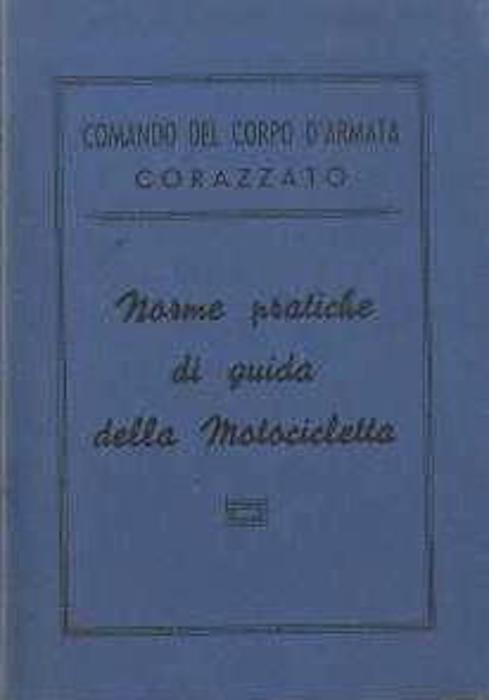 COMANDO DEL CORPO D'ARMATA
CORAZZATO
Norme pratiche
di guida
della Motocicletta